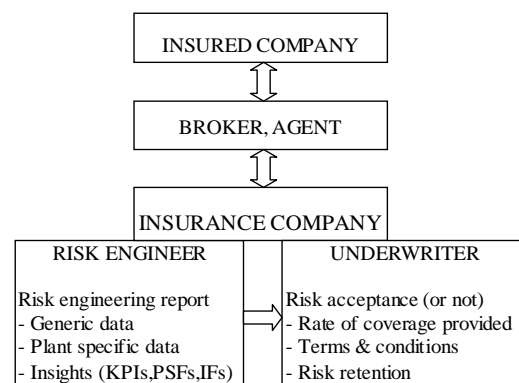 INSURED COMPANY
BROKER, AGENT
INSURANCE COMPANY
RISK ENGINEER
Risk engineering report
- Generic data
- Plant specific data
- Insights (KPIs,PSFs,IFs)
UNDERWRITER
Risk acceptance (or not)
- Rate of coverage provided
- Terms & conditions
- Risk retention